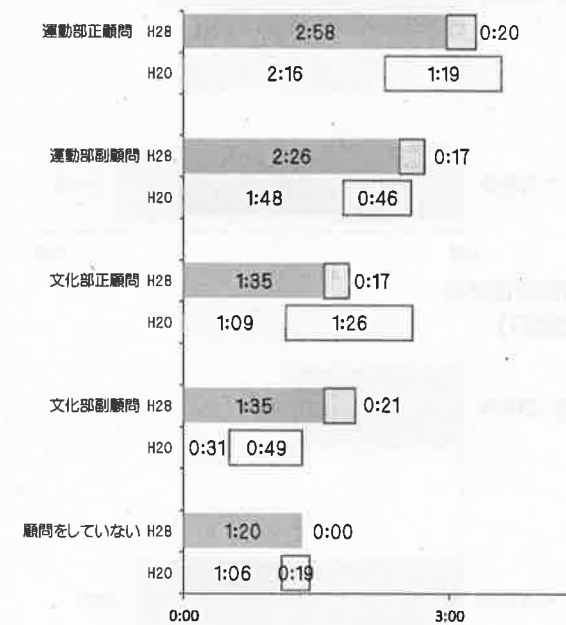 運動部正顧問 H28 2:58 0:20
H20 2:16 1:19
運動部副顧問 H28 2:26 0:17
H20 1:48 0:46
文化部正顧問 H28 1:35 0:17
H20 1:09 1:26
文化部副顧問 H28 1:35 0:21
H20 0:31 0:49
顧問をしていない H28 1:20 0:00
H20 1:06 0:19
0:00 3:00